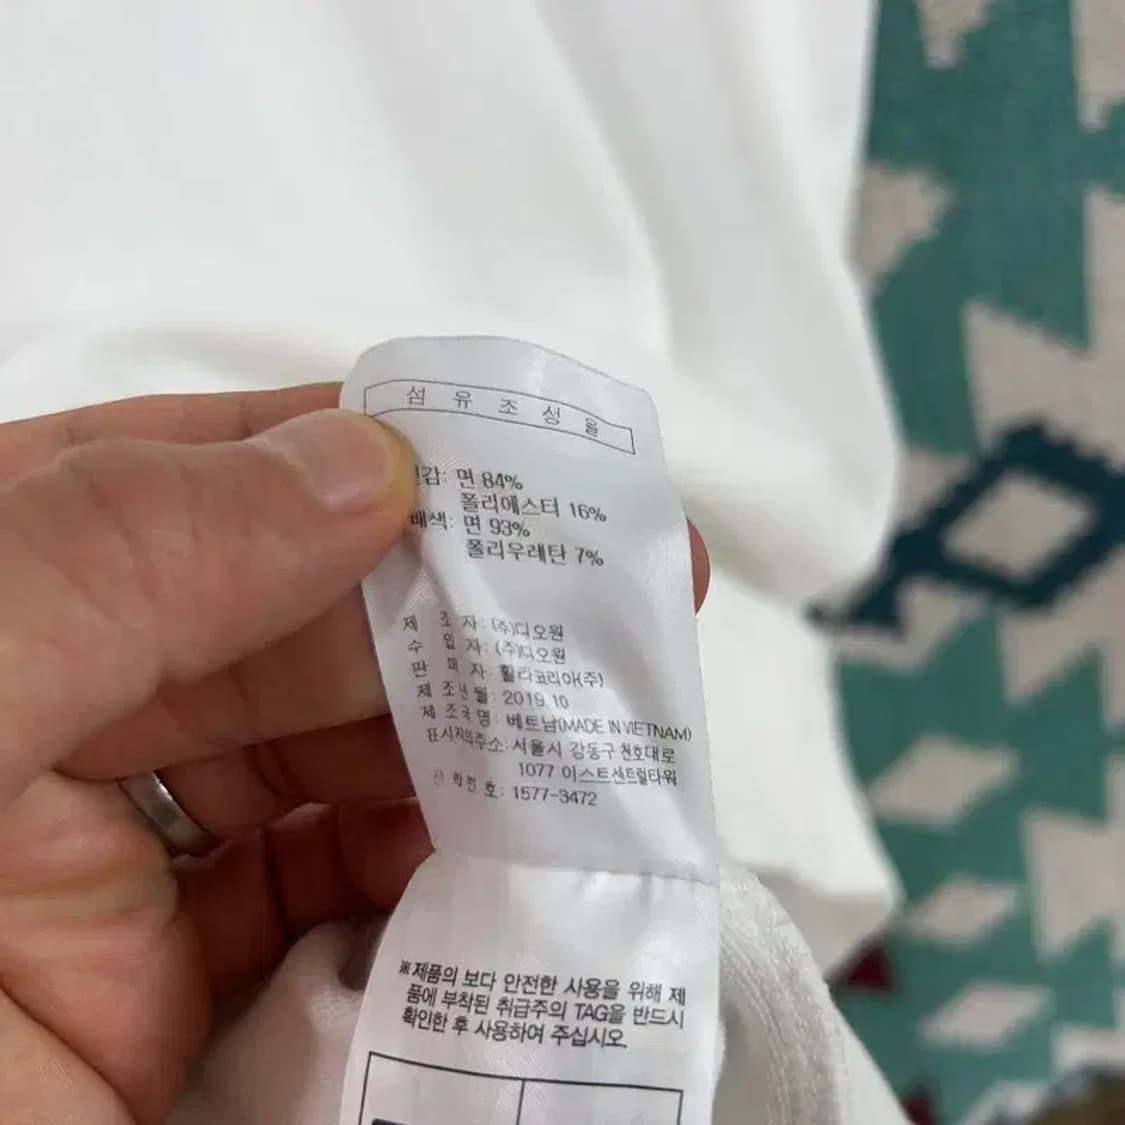 섬유조성율
감: 면 84%
폴리에스터 16%
배색: 면 93%
폴리우레탄 7%
제 조 자: (주)디오원
수 입 자: (주)디오원
판 매 자: 휠라코리아(주)
제 조년월: 2019.10
제 조국명: 베트남(MADE IN VIETNAM)
표시자의주소: 서울시 강동구 천호대로
1077 이스트센트럴타워
전 화번 호: 1577-3472
※제품의 보다 안전한 사용을 위해 제
품에 부착된 취급주의 TAG을 반드시
확인한 후 사용하여 주십시오.